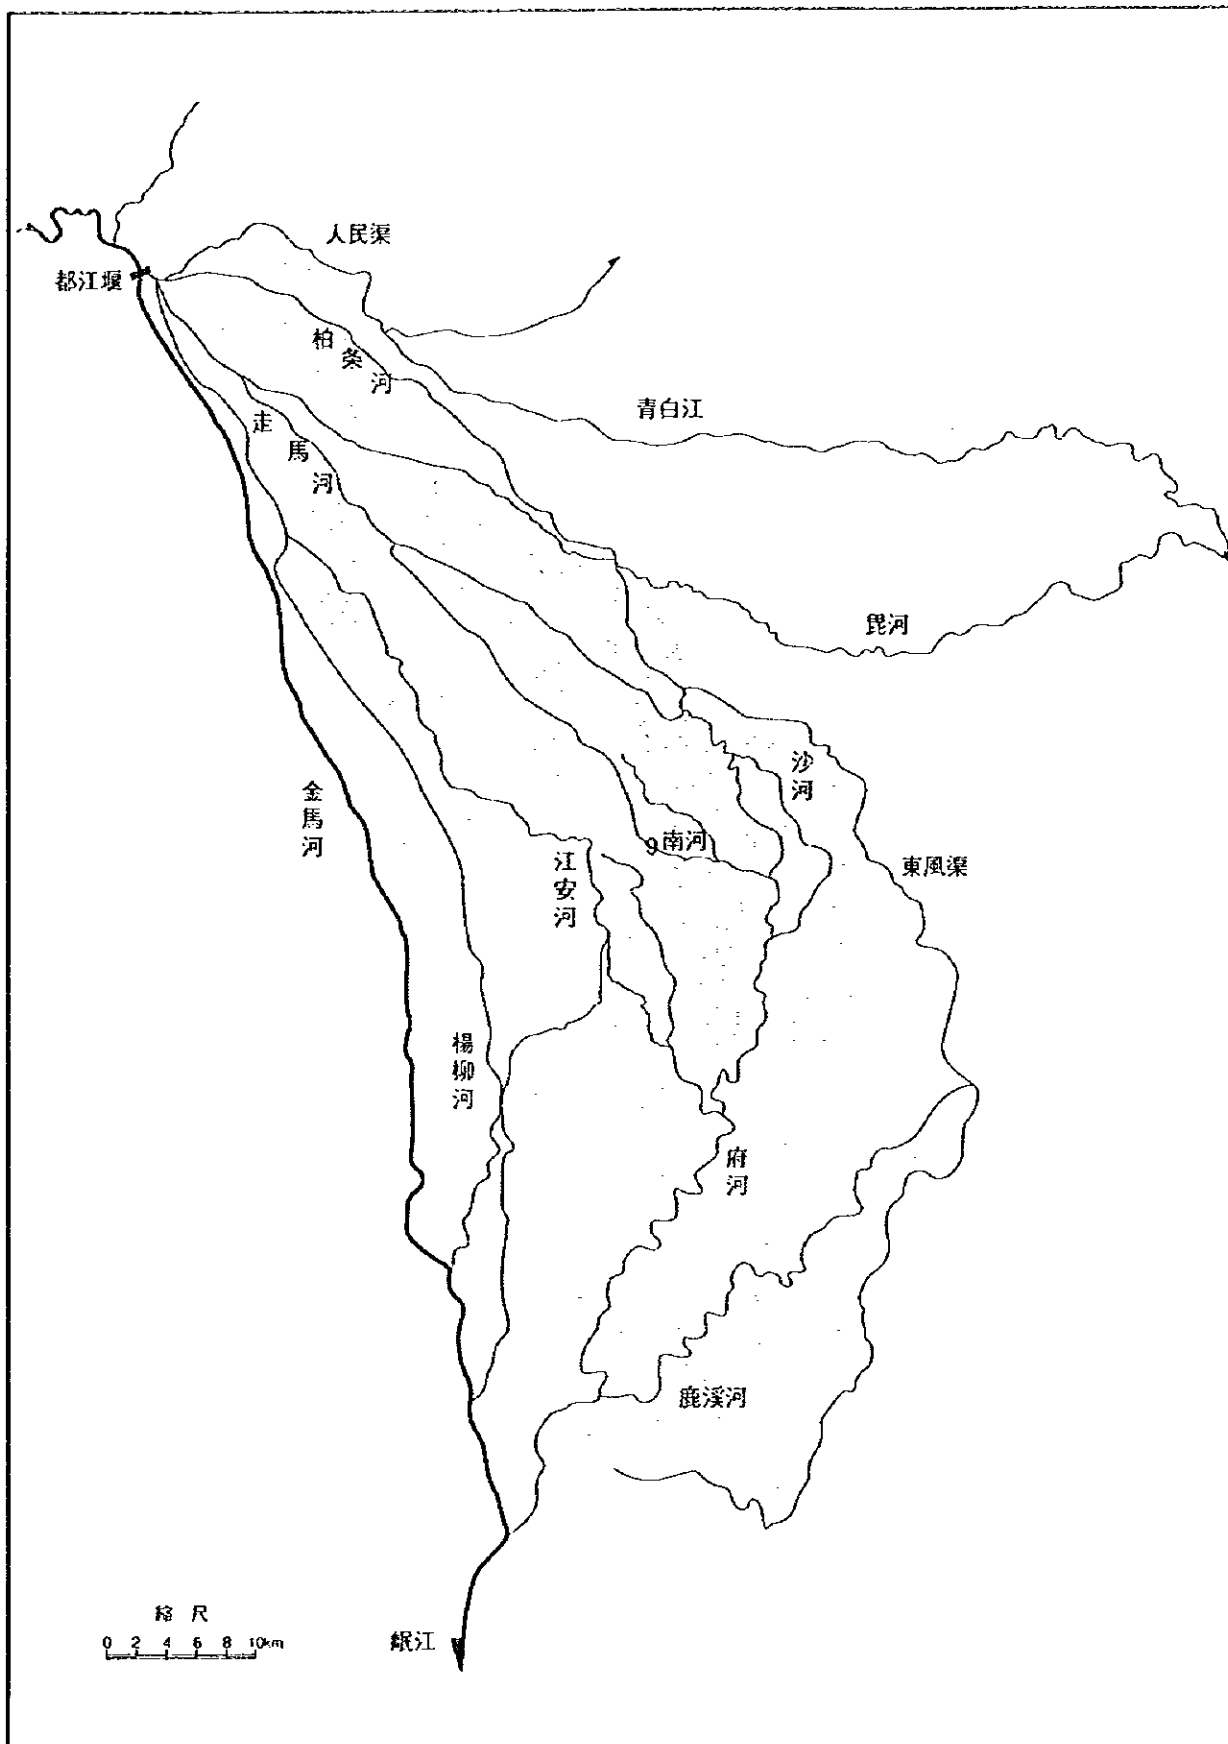 人民渠
都江堰
柏条河
青白江
走馬河
毘河
沙河
金馬河
9南河
江安河
東風渠
楊柳河
府河
鹿渓河
縮 尺
0 2 4 6 8 10km
岷江